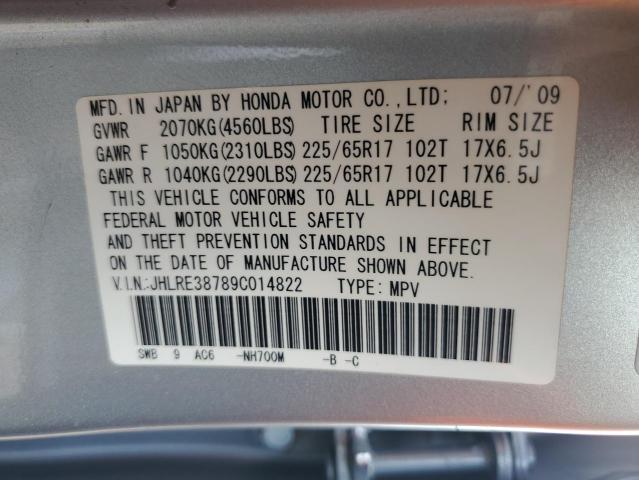 MFD. IN JAPAN BY HONDA MOTOR CO., LTD; 07/'09
GVWR 2070KG(4560LBS) TIRE SIZE RIM SIZE
GAWR F 1050KG(2310LBS) 225/65R17 102T 17X6.5J
GAWR R 1040KG(2290LBS) 225/65R17 102T 17X6.5J
THIS VEHICLE CONFORMS TO ALL APPLICABLE
FEDERAL MOTOR VEHICLE SAFETY
AND THEFT PREVENTION STANDARDS IN EFFECT
ON THE DATE OF MANUFACTURE SHOWN ABOVE.
V.I.N.:JHLRE38789C014822 TYPE: MPV
SWB 9 AC6 -NH700M -B -C